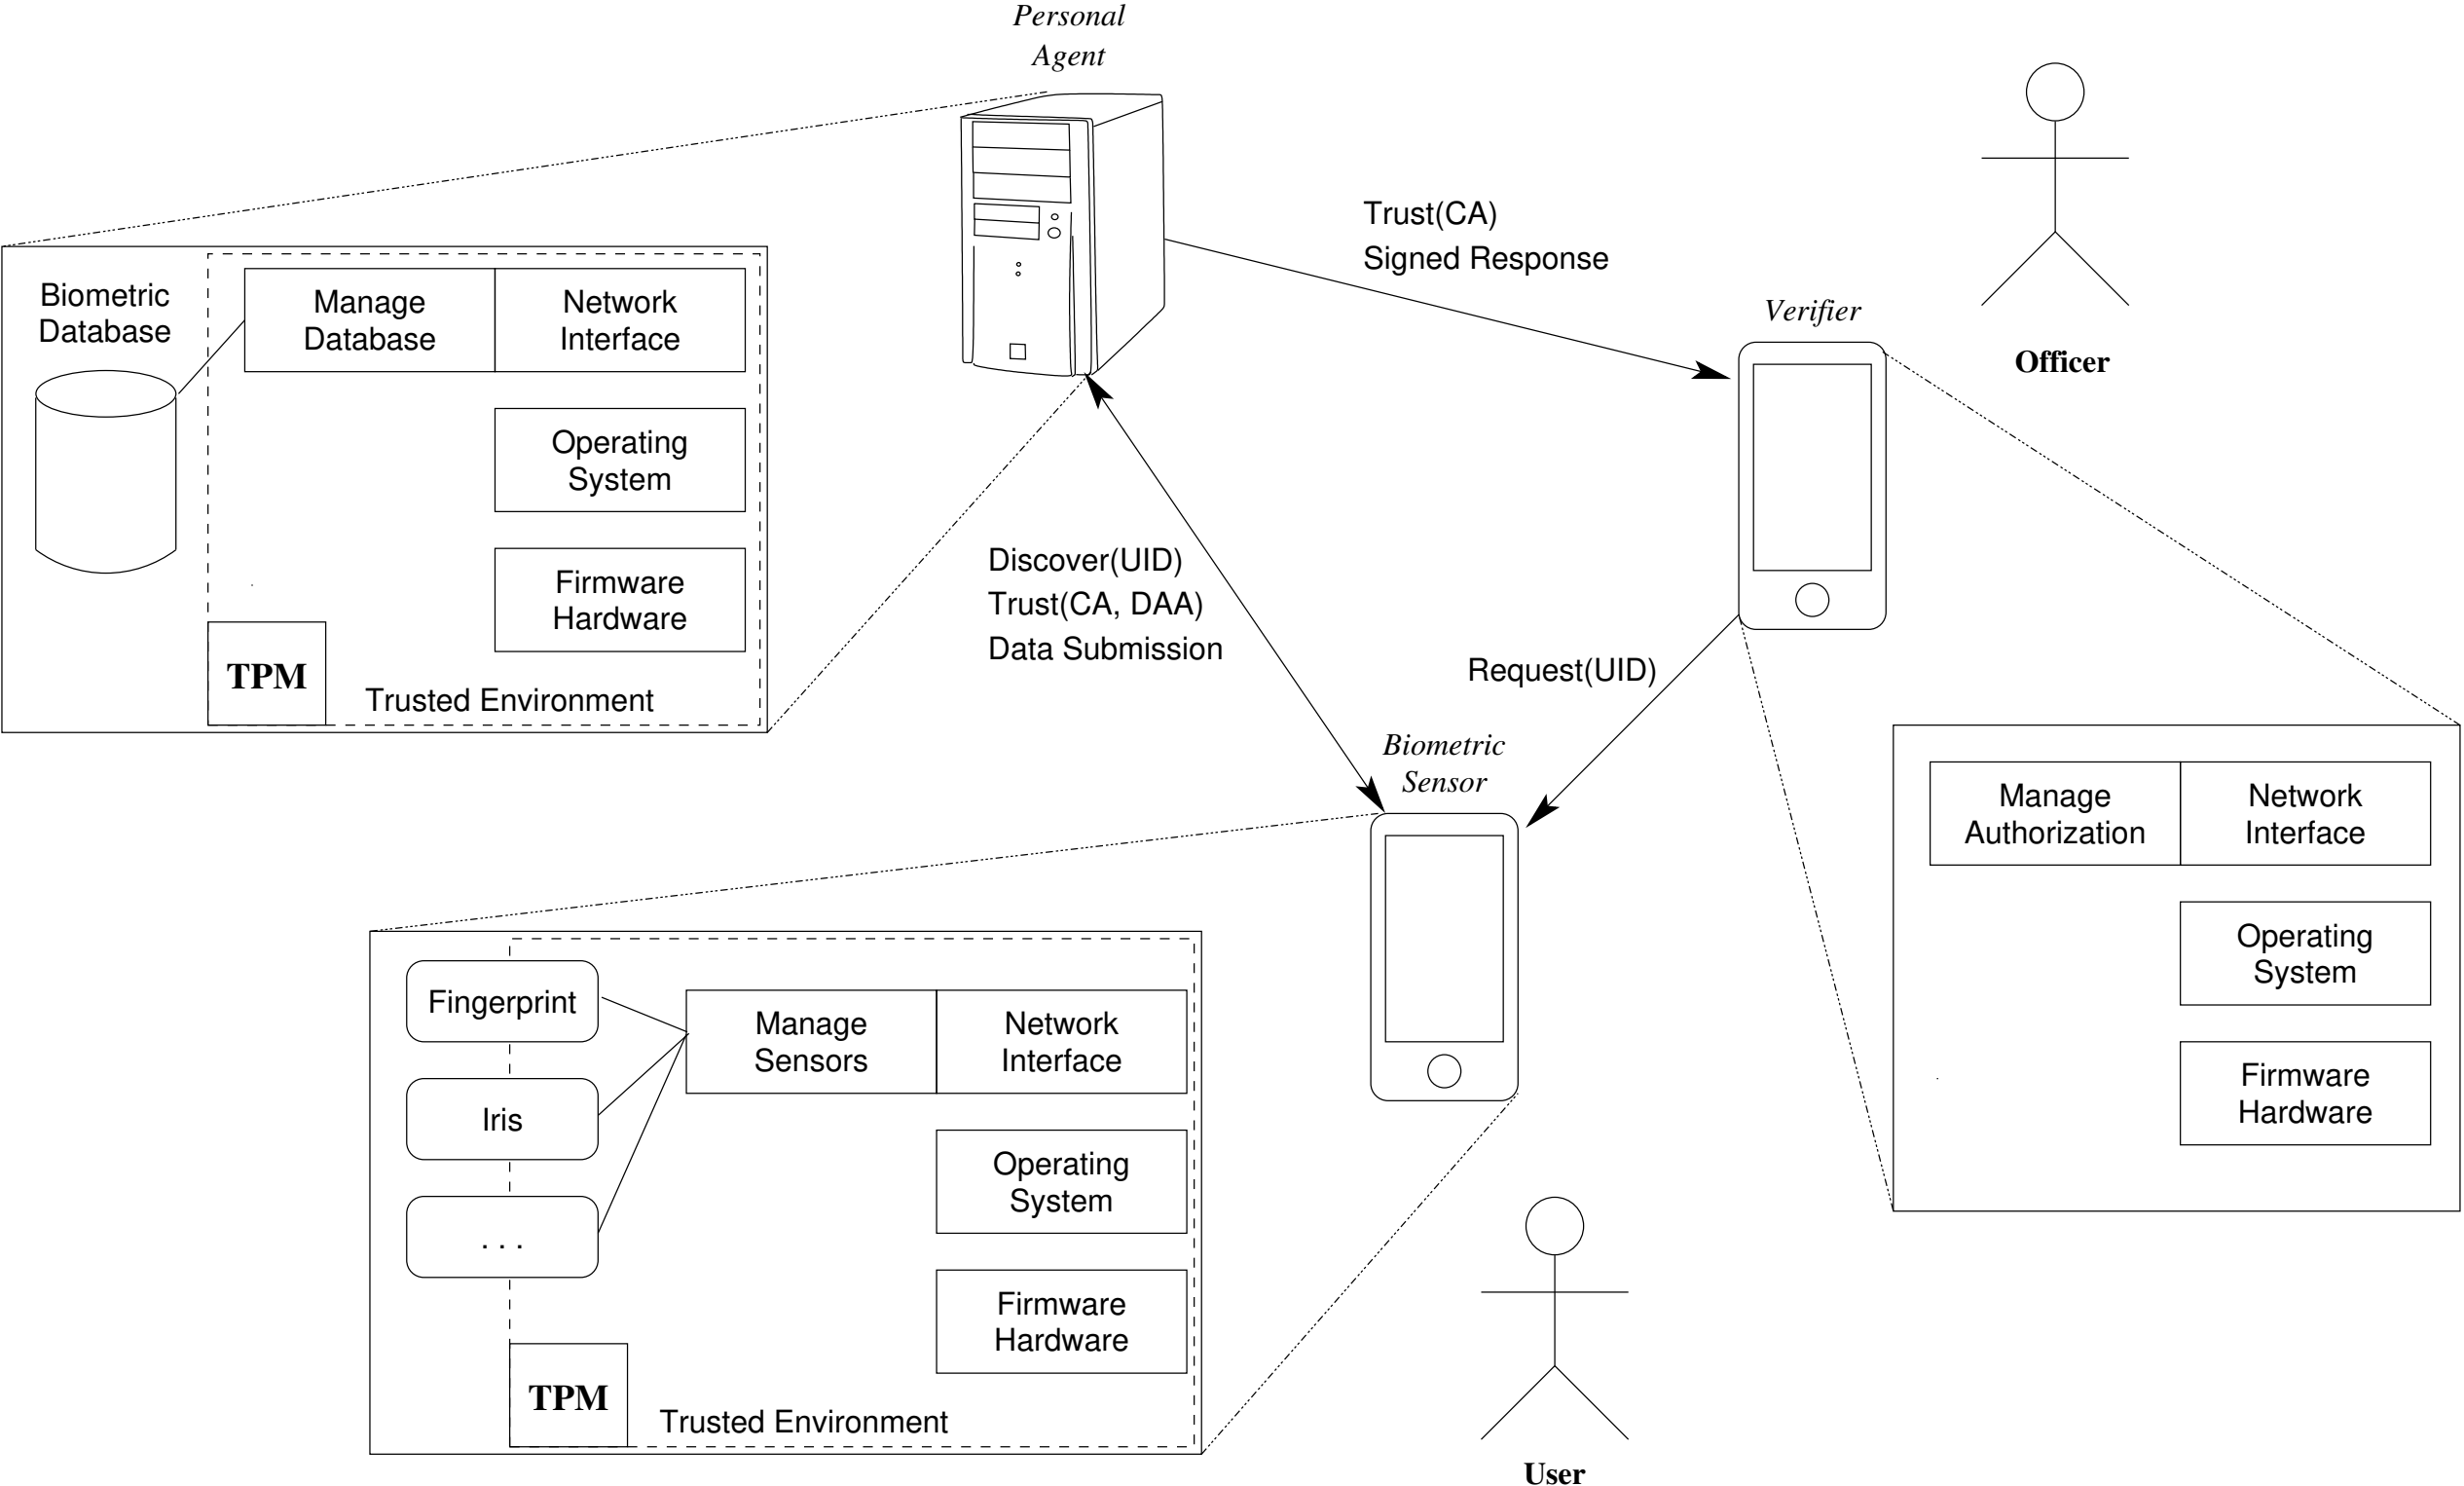 Personal
Agent
Trust(CA)
Signed Response
Verifier
Officer
Biometric
Database
Manage
Database
Network
Interface
Operating
System
Firmware
Hardware
TPM
Trusted Environment
Discover(UID)
Trust(CA, DAA)
Data Submission
Request(UID)
Biometric
Sensor
Manage
Authorization
Network
Interface
Operating
System
Firmware
Hardware
Fingerprint
Iris
. . .
Manage
Sensors
Network
Interface
Operating
System
Firmware
Hardware
TPM
Trusted Environment
User